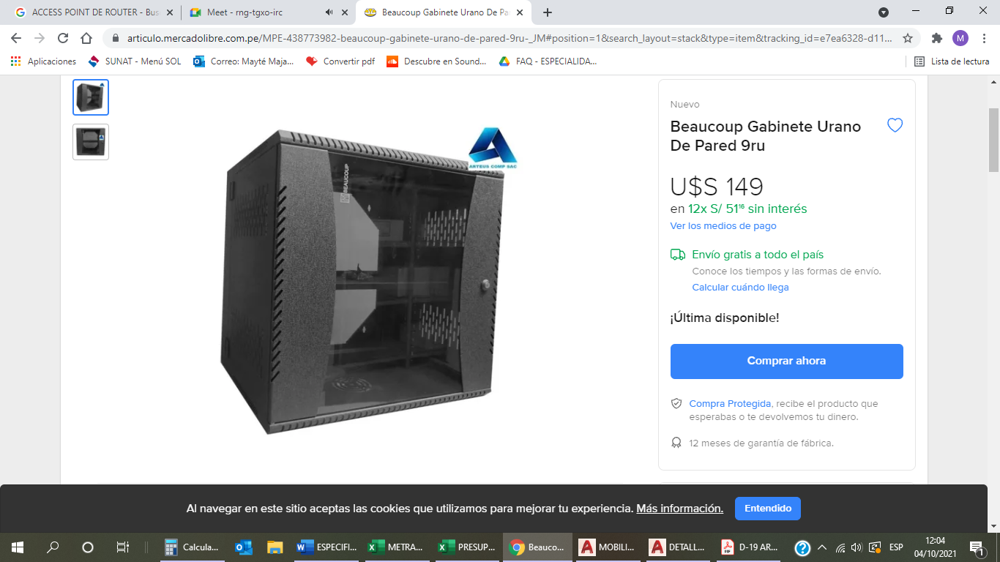 ACCESS POINT DE ROUTER - Bus
Meet - rng-tgxo-irc
Beaucoup Gabinete Urano De Pa
articulo.mercadolibre.com.pe/MPE-438773982-beaucoup-gabinete-urano-de-pared-9ru-_JM#position=1&search_layout=stack&type=item&tracking_id=e7ea6328-d11...
M
Aplicaciones
SUNAT - Menú SOL
Correo: Mayté Maja...
Convertir pdf
Descubre en Sound...
FAQ - ESPECIALIDA...
Lista de lectura
BEAUCOUP
ARTEUS COMP SAC
Nuevo
Beaucoup Gabinete Urano
De Pared 9ru
U$S 149
en 12x S/ 51¹⁶ sin interés
Ver los medios de pago
Envío gratis a todo el país
Conoce los tiempos y las formas de envío.
Calcular cuándo llega
¡Última disponible!
Comprar ahora
Compra Protegida, recibe el producto que
esperabas o te devolvemos tu dinero.
12 meses de garantía de fábrica.
Al navegar en este sitio aceptas las cookies que utilizamos para mejorar tu experiencia. Más información.
Entendido
Calcula...
ESPECIFI...
METRA...
PRESUP...
Beauco...
MOBILI...
DETALL...
D-19 AR...
ESP
12:04
04/10/2021
1